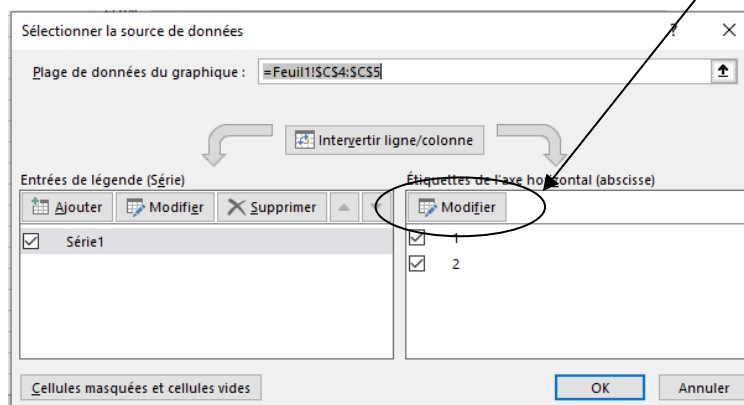 Sélectionner la source de données
?
Plage de données du graphique :
=Feuil1!$C$4:$C$5
Intervertir ligne/colonne
Entrées de légende (Série)
Étiquettes de l'axe horizontal (abscisse)
Ajouter
Modifier
Supprimer
Modifier
Série1
1
2
Cellules masquées et cellules vides
OK
Annuler